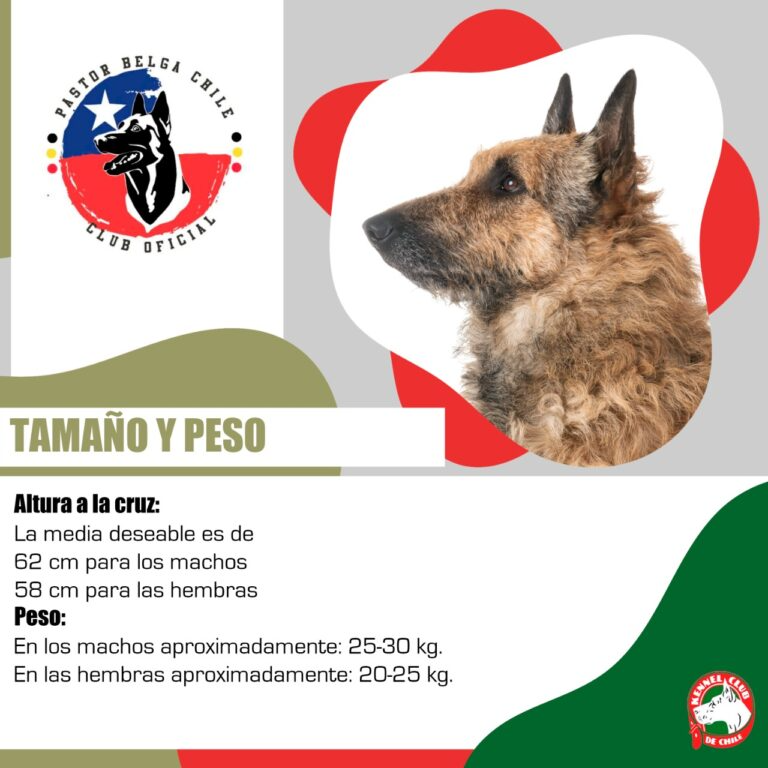 PASTOR BELGA CHILE
CLUB OFICIAL
TAMAÑO Y PESO
Altura a la cruz:
La media deseable es de
62 cm para los machos
58 cm para las hembras
Peso:
En los machos aproximadamente: 25-30 kg.
En las hembras aproximadamente: 20-25 kg.
KENNEL CLUB
DE CHILE